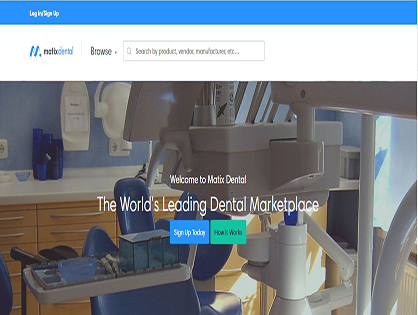 Log In/Sign Up
matixdental
Browse
Search by product, vendor, manufacturer, etc...
Welcome to Matix Dental
The World's Leading Dental Marketplace
Sign Up Today
How It Works